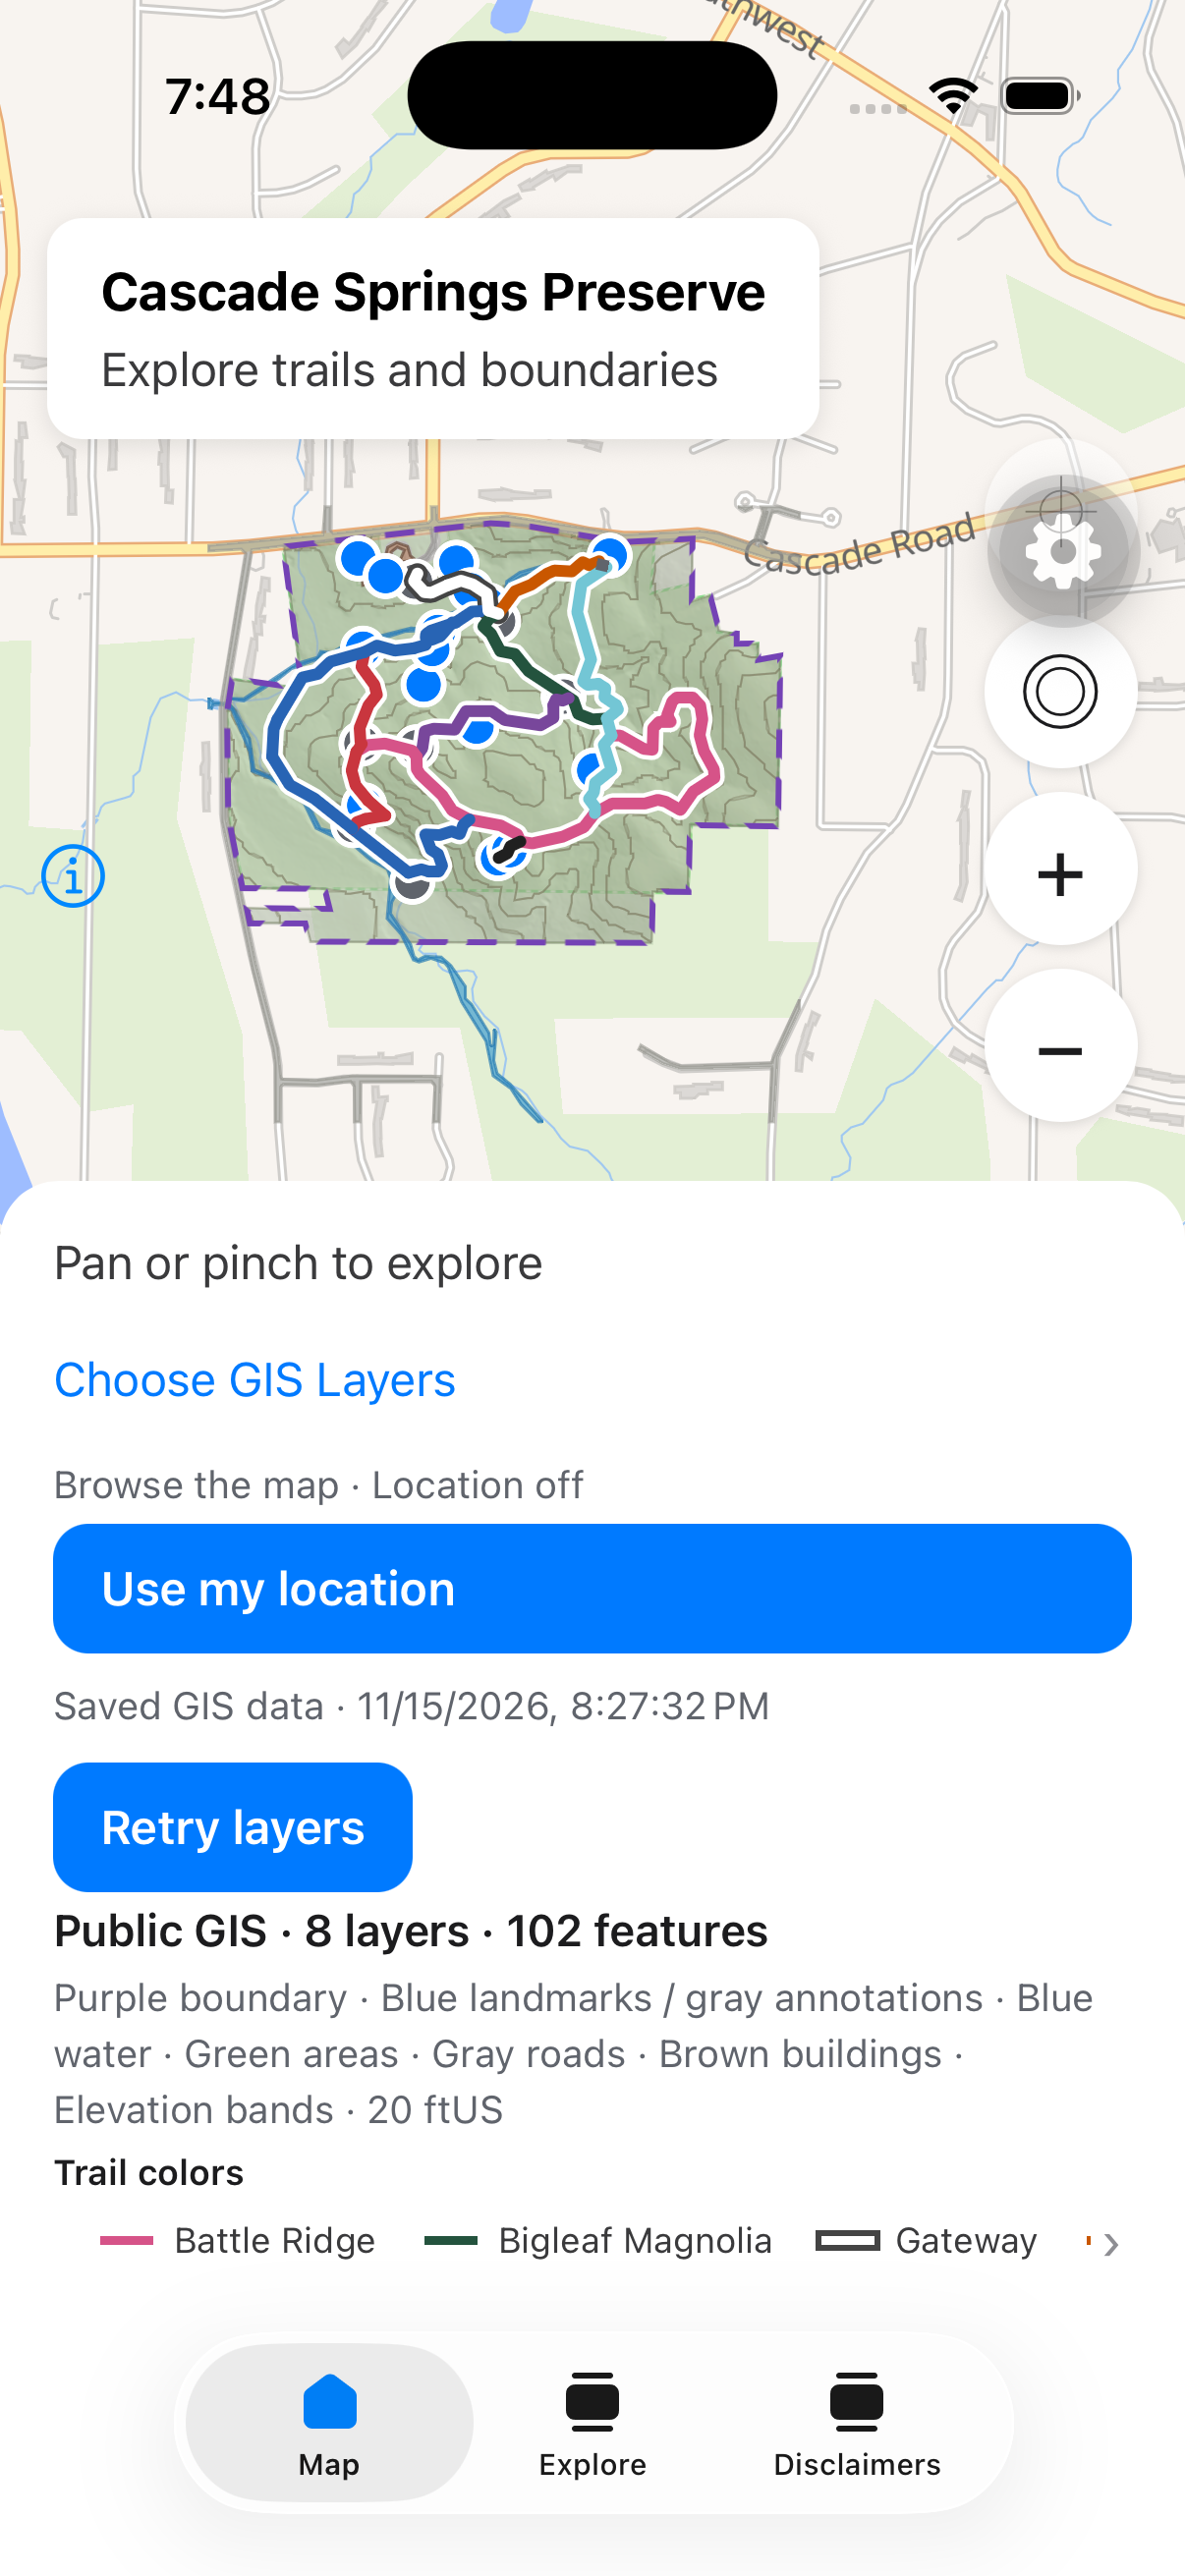 7:48
thwest
Cascade Springs Preserve
Explore trails and boundaries
Cascade Road
Pan or pinch to explore
Choose GIS Layers
Browse the map · Location off
Use my location
Saved GIS data · 11/15/2026, 8:27:32 PM
Retry layers
Public GIS · 8 layers · 102 features
Purple boundary · Blue landmarks / gray annotations · Blue
water · Green areas · Gray roads · Brown buildings ·
Elevation bands · 20 ftUS
Trail colors
Battle Ridge Bigleaf Magnolia Gateway
Map Explore Disclaimers